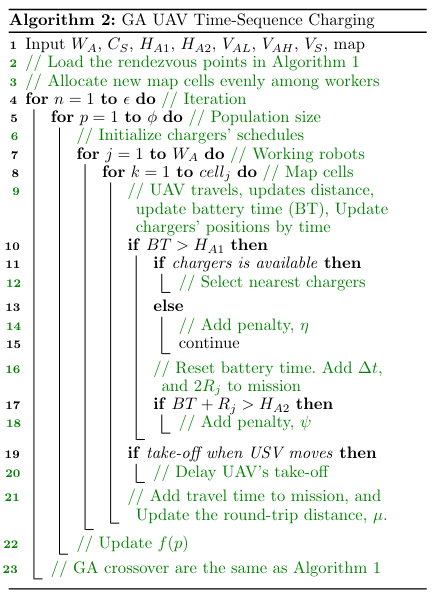 Algorithm 2: GA UAV Time-Sequence Charging
1 Input W_A, C_S, H_{A1}, H_{A2}, V_{AL}, V_{AH}, V_S, map
2 // Load the rendezvous points in Algorithm 1
3 // Allocate new map cells evenly among workers
4 for n = 1 to ϵ do // Iteration
5 for p = 1 to ϕ do // Population size
6 // Initialize chargers' schedules
7 for j = 1 to W_A do // Working robots
8 for k = 1 to cell_j do // Map cells
9 // UAV travels, updates distance,
update battery time (BT), Update
chargers' positions by time
10 if BT > H_{A1} then
11 if chargers is available then
12 // Select nearest chargers
13 else
14 // Add penalty, η
15 continue
16 // Reset battery time. Add Δt,
and 2R_j to mission
17 if BT + R_j > H_{A2} then
18 // Add penalty, ψ
19 if take-off when USV moves then
20 // Delay UAV's take-off
21 // Add travel time to mission, and
Update the round-trip distance, μ.
22 // Update f(p)
23 // GA crossover are the same as Algorithm 1